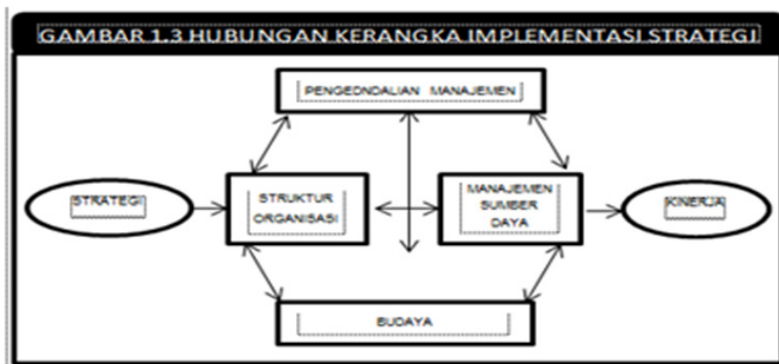 GAMBAR 1.3 HUBUNGAN KERANGKA IMPLEMENTASI STRATEGI
PENGEDNDALIAN MANAJEMEN
STRATEGI
STRUKTUR
ORGANISASI
MANAJEMEN
SUMBER
DAYA
KINERJA
BUDAYA